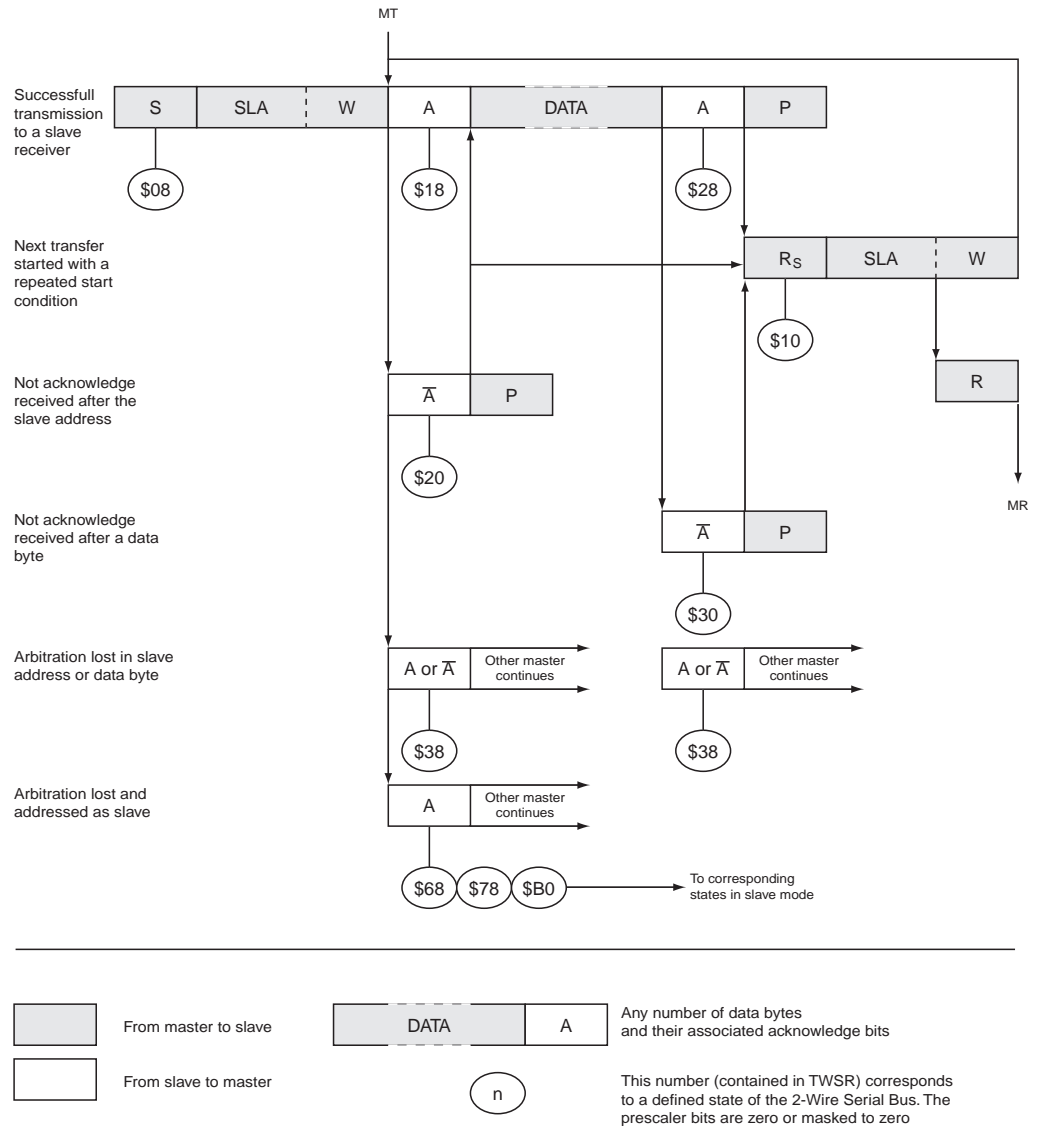 MT
Successfull
transmission
to a slave
receiver
S SLA W A DATA A P
$08 $18 $28
Next transfer
started with a
repeated start
condition
RS SLA W
$10
Not acknowledge
received after the
slave address
A̅ P
R
$20
MR
Not acknowledge
received after a data
byte
A̅ P
$30
Arbitration lost in slave
address or data byte
A or A̅
Other master
continues
A or A̅
Other master
continues
$38 $38
Arbitration lost and
addressed as slave
A
Other master
continues
$68 $78 $B0
To corresponding
states in slave mode
From master to slave
DATA A
Any number of data bytes
and their associated acknowledge bits
From slave to master
n
This number (contained in TWSR) corresponds
to a defined state of the 2-Wire Serial Bus. The
prescaler bits are zero or masked to zero